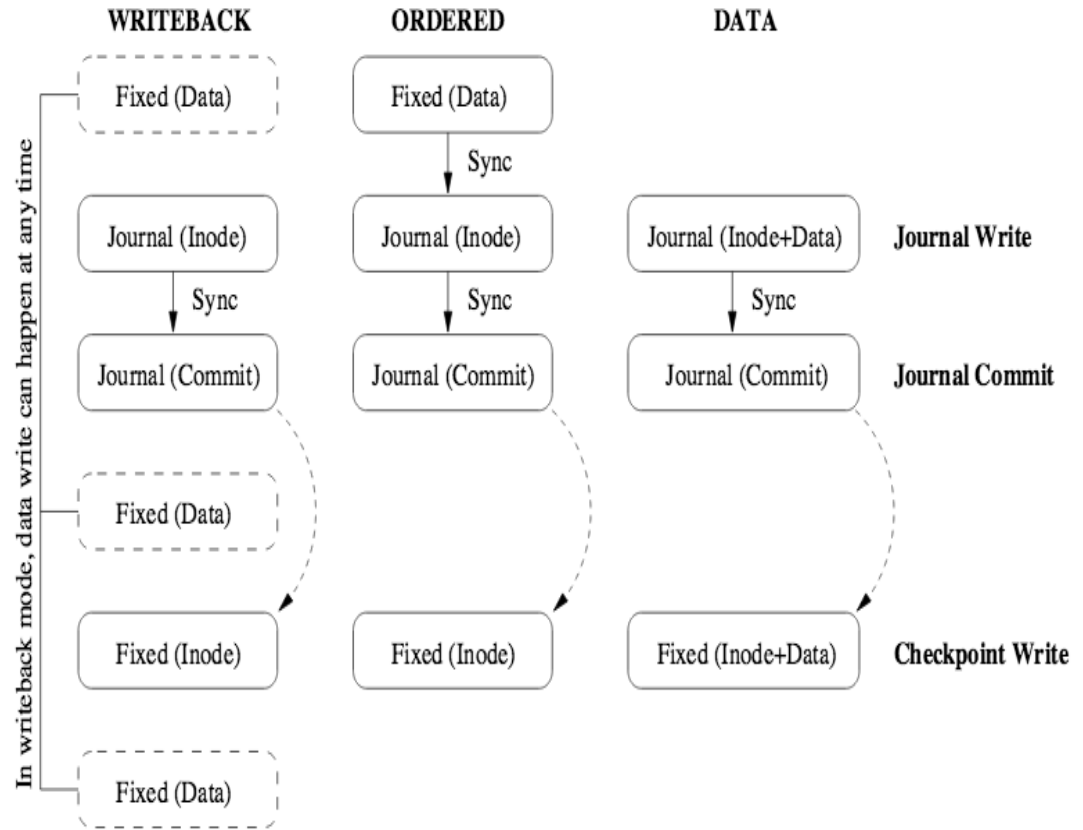 WRITEBACK ORDERED DATA
Fixed (Data) Fixed (Data)
Sync
Journal (Inode) Journal (Inode) Journal (Inode+Data) Journal Write
Sync Sync Sync
Journal (Commit) Journal (Commit) Journal (Commit) Journal Commit
Fixed (Data)
Fixed (Inode) Fixed (Inode) Fixed (Inode+Data) Checkpoint Write
Fixed (Data)
In writeback mode, data write can happen at any time